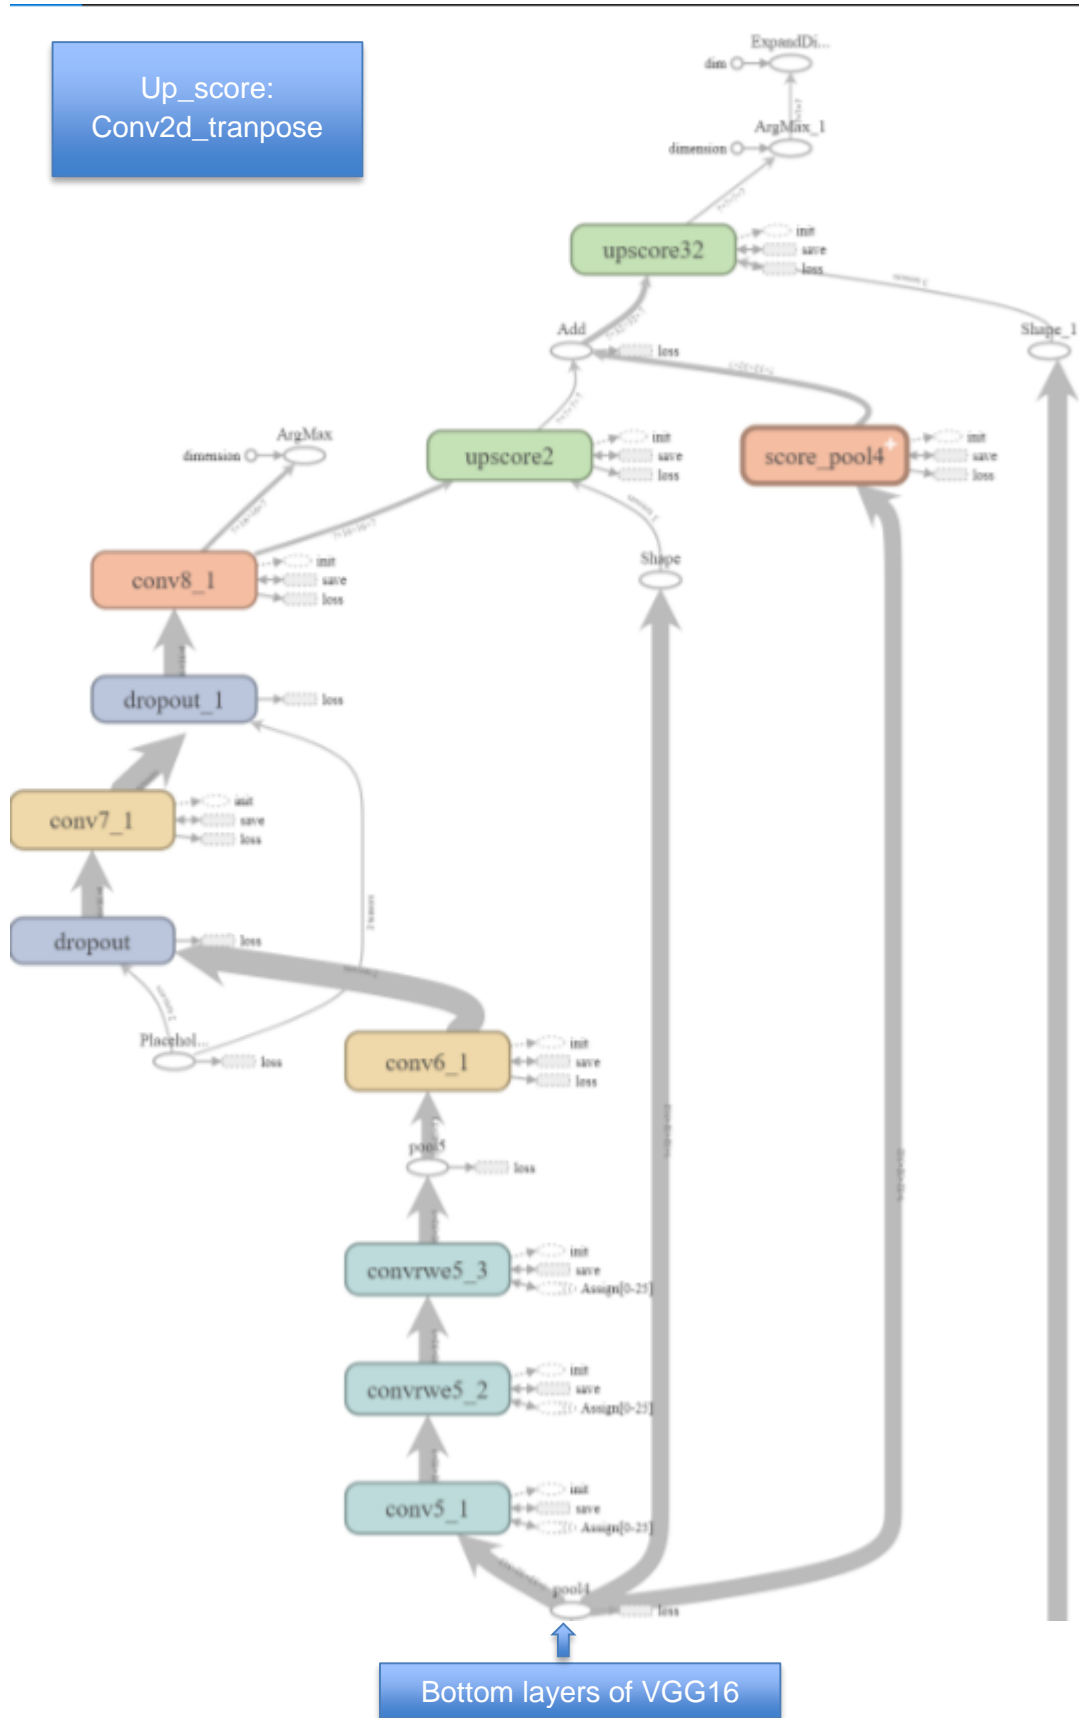 Up_score:
Conv2d_tranpose
ExpandDi...
dim
ArgMax_1
dimension
upscore32
init
save
loss
Add
loss
Shape_1
ArgMax
dimension
upscore2
init
save
loss
score_pool4
init
save
loss
conv8_1
init
save
loss
Shape
dropout_1
loss
conv7_1
init
save
loss
dropout
loss
Placehol...
loss
conv6_1
init
save
loss
pool5
loss
convrwe5_3
init
save
Assign[0-25]
convrwe5_2
init
save
Assign[0-25]
conv5_1
init
save
Assign[0-25]
pool4
loss
Bottom layers of VGG16